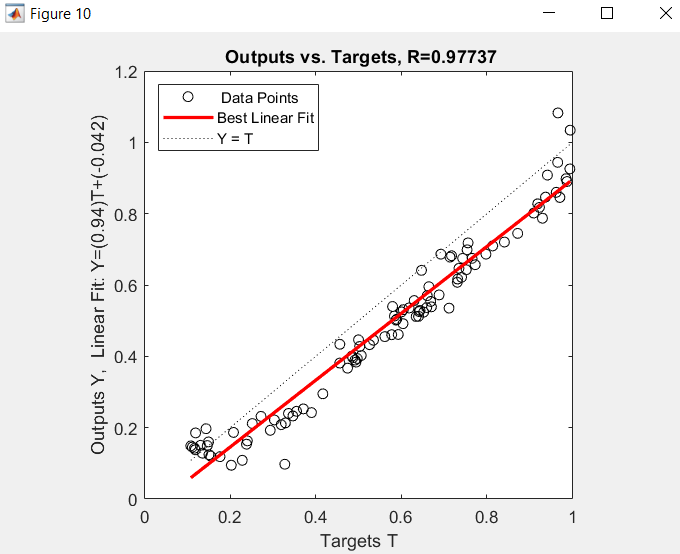 Figure 10
Outputs vs. Targets, R=0.97737
Data Points
Best Linear Fit
Y = T
Outputs Y,  Linear Fit: Y=(0.94)T+(-0.042)
1.2
1
0.8
0.6
0.4
0.2
0
0 0.2 0.4 0.6 0.8 1
Targets T